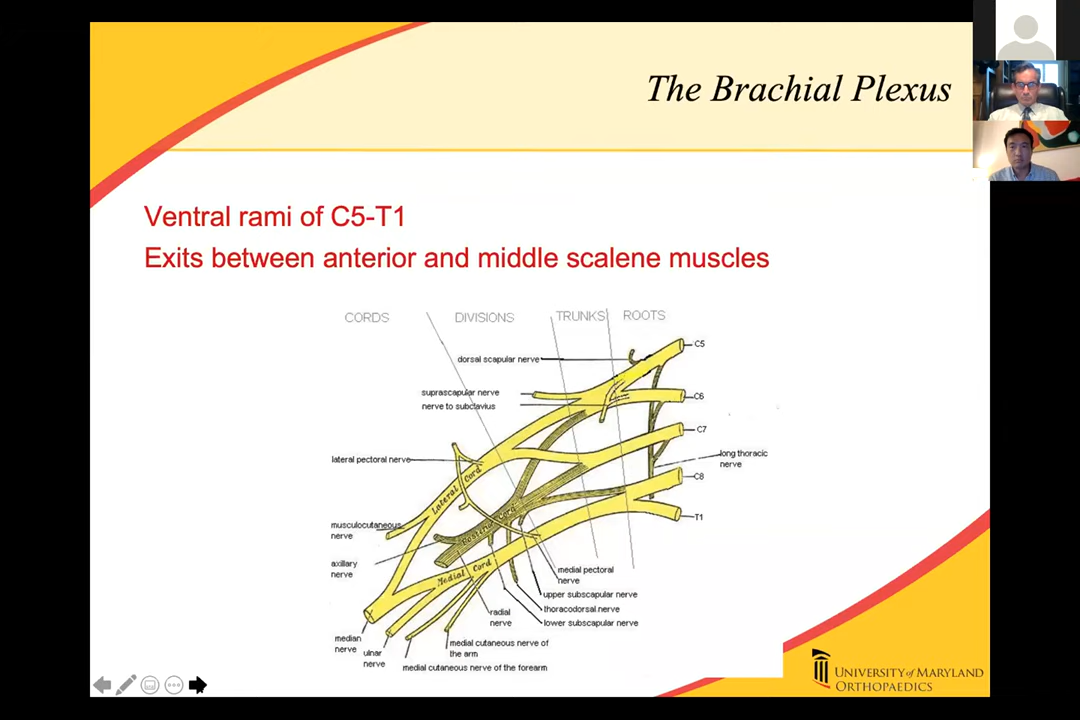 The Brachial Plexus
Ventral rami of C5-T1
Exits between anterior and middle scalene muscles
CORDS DIVISIONS TRUNKS ROOTS
dorsal scapular nerve
C5
suprascapular nerve
C6
nerve to subclavius
C7
lateral pectoral nerve
long thoracic
nerve
C8
Lateral Cord
T1
musculocutaneous
nerve
Cord
axillary
nerve
Medial Cord
medial pectoral
nerve
upper subscapular nerve
thoracodorsal nerve
radial
nerve
lower subscapular nerve
median
nerve
ulnar
nerve
medial cutaneous nerve of
the arm
medial cutaneous nerve of the forearm
UNIVERSITY of MARYLAND
ORTHOPAEDICS